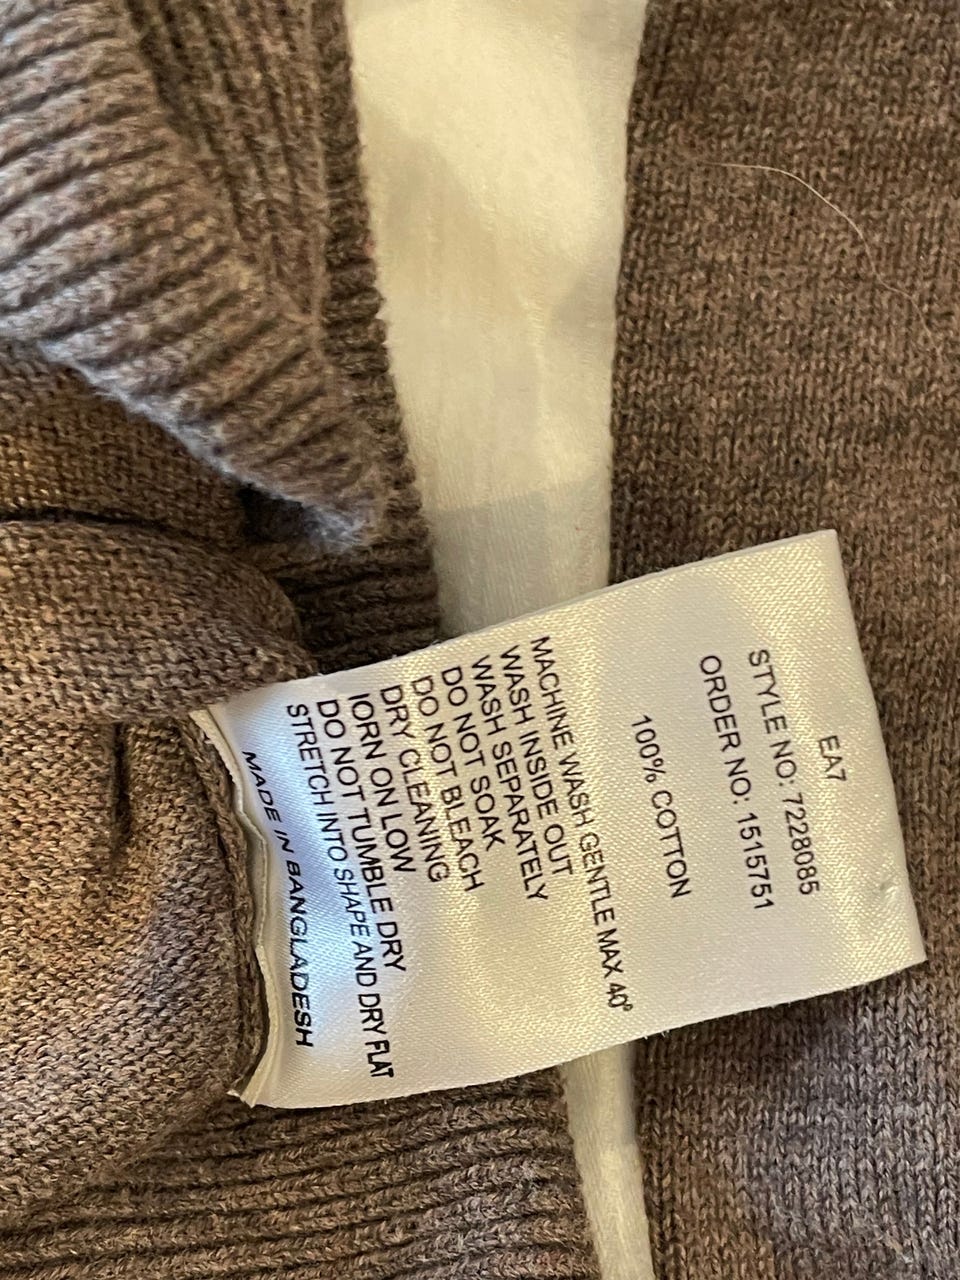 EA7
STYLE NO: 7228085
ORDER NO: 1515751
100% COTTON
MACHINE WASH GENTLE MAX 40°
WASH INSIDE OUT
WASH SEPARATELY
DO NOT SOAK
DO NOT BLEACH
DRY CLEANING
IORN ON LOW
DO NOT TUMBLE DRY
STRETCH INTO SHAPE AND DRY FLAT
MADE IN BANGLADESH